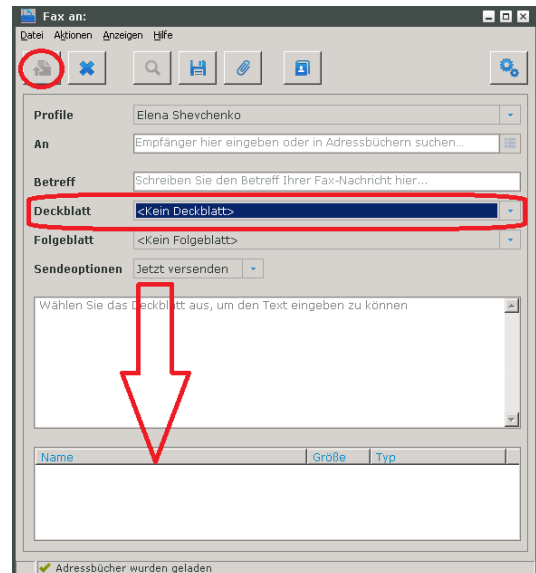 Fax an:
Datei Aktionen Anzeigen Hilfe
Profile Elena Shevchenko
An Empfänger hier eingeben oder in Adressbüchern suchen...
Betreff Schreiben Sie den Betreff Ihrer Fax-Nachricht hier...
Deckblatt <Kein Deckblatt>
Folgeblatt <Kein Folgeblatt>
Sendeoptionen Jetzt versenden
Wählen Sie das Deckblatt aus, um den Text eingeben zu können
Name Größe Typ
Adressbücher wurden geladen